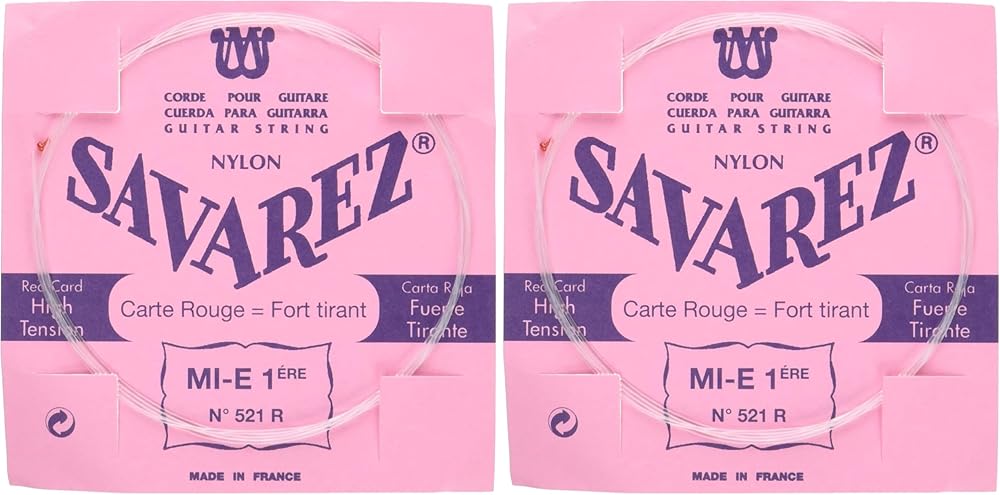 CORDE POUR GUITARE
CUERDA PARA GUITARRA
GUITAR STRING
NYLON
SAVAREZ®
Red Card
High
Tension
Carte Rouge = Fort tirant
Carta Roja
Fuerte
Tirante
MI-E 1ÉRE
N° 521 R
MADE IN FRANCE
CORDE POUR GUITARE
CUERDA PARA GUITARRA
GUITAR STRING
NYLON
SAVAREZ®
Red Card
High
Tension
Carte Rouge = Fort tirant
Carta Roja
Fuerte
Tirante
MI-E 1ÉRE
N° 521 R
MADE IN FRANCE